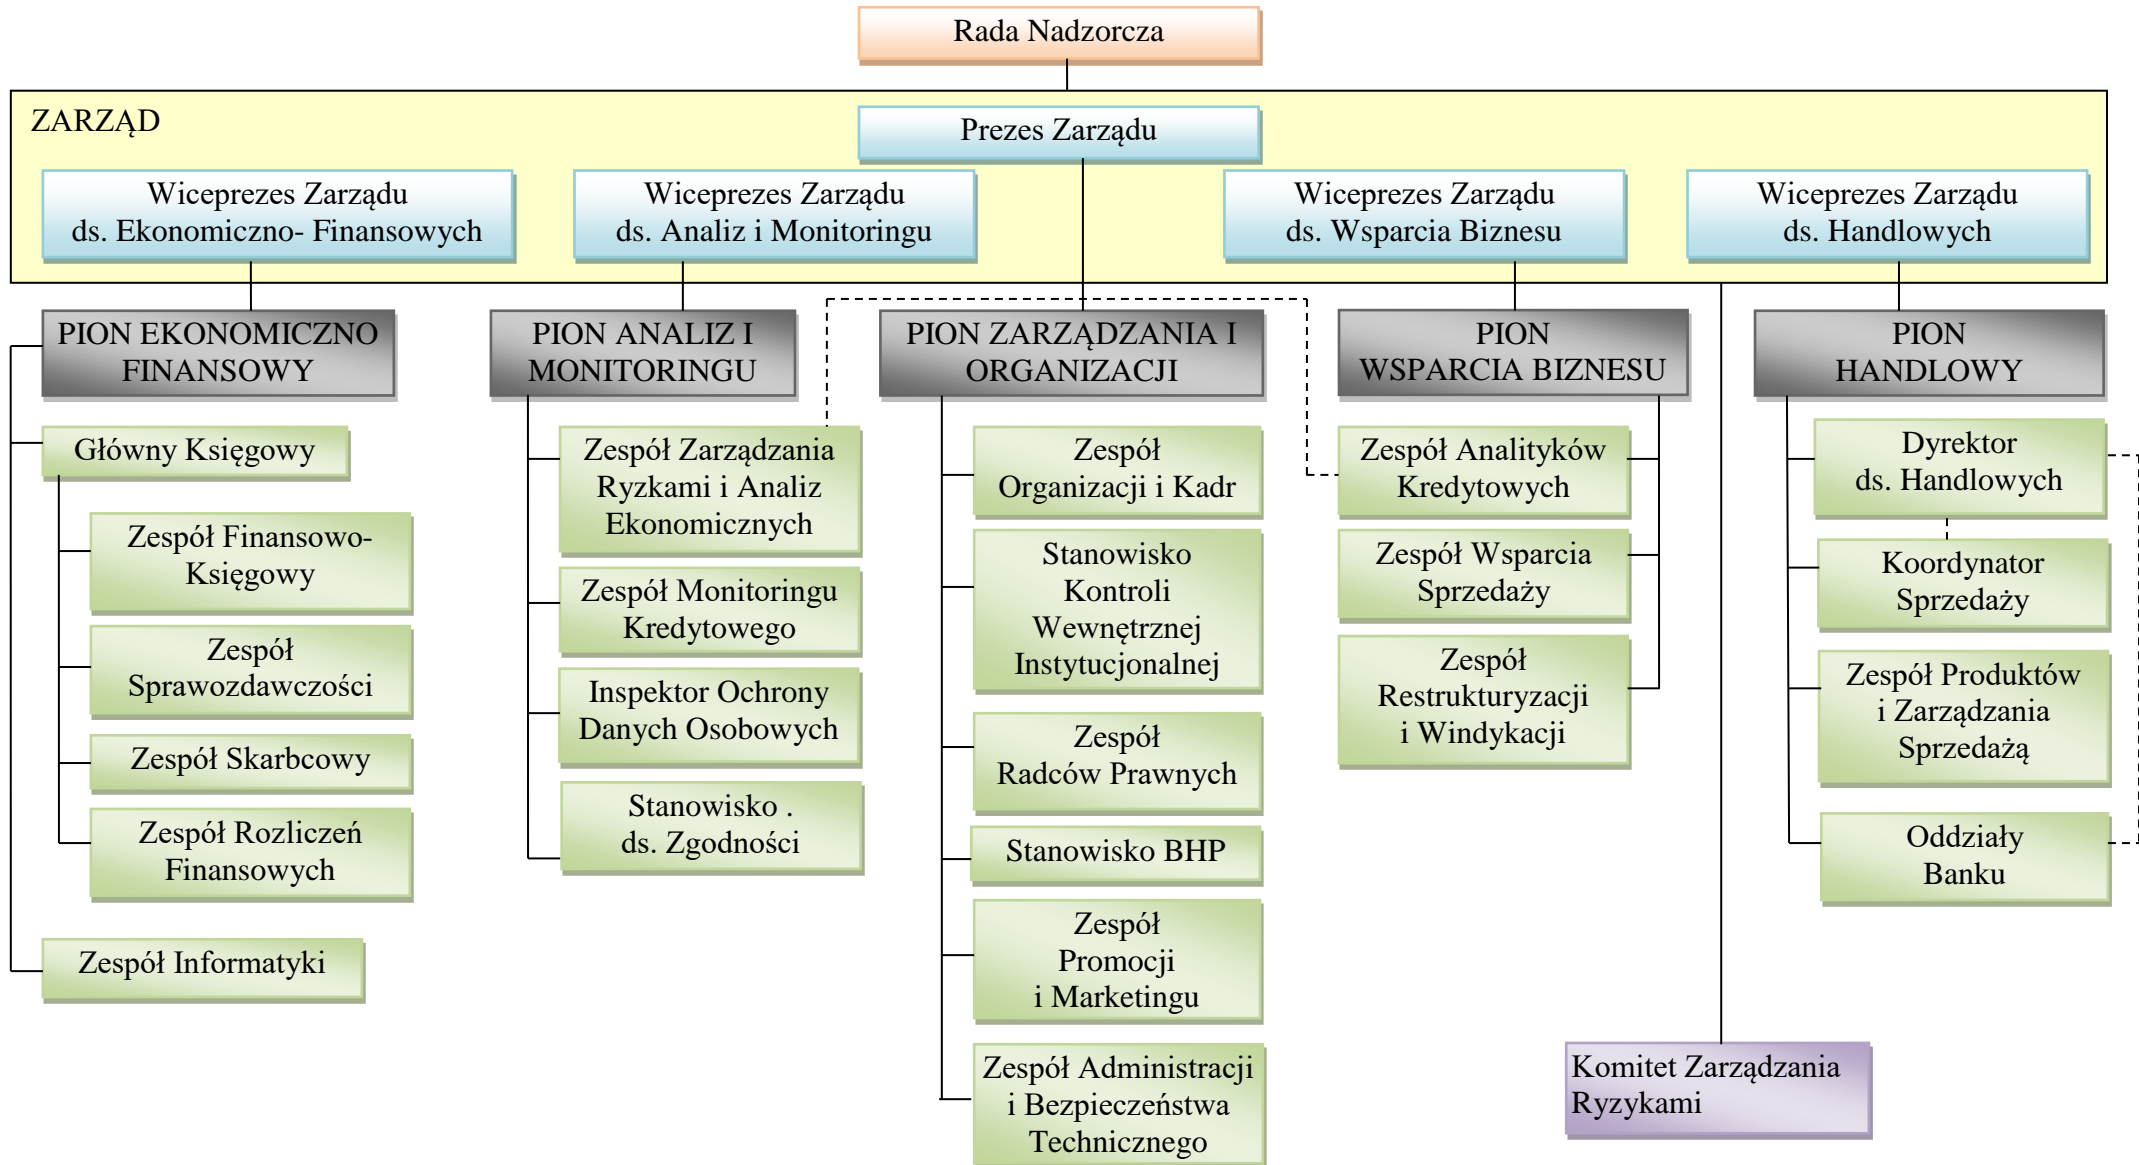 Rada Nadzorcza
ZARZĄD
Prezes Zarządu
Wiceprezes Zarządu
ds. Ekonomiczno- Finansowych
Wiceprezes Zarządu
ds. Analiz i Monitoringu
Wiceprezes Zarządu
ds. Wsparcia Biznesu
Wiceprezes Zarządu
ds. Handlowych
PION EKONOMICZNO
FINANSOWY
Główny Księgowy
Zespół Finansowo-
Księgowy
Zespół
Sprawozdawczości
Zespół Skarbcowy
Zespół Rozliczeń
Finansowych
Zespół Informatyki
PION ANALIZ I
MONITORINGU
Zespół Zarządzania
Ryzkami i Analiz
Ekonomicznych
Zespół Monitoringu
Kredytowego
Inspektor Ochrony
Danych Osobowych
Stanowisko .
ds. Zgodności
PION ZARZĄDZANIA I
ORGANIZACJI
Zespół
Organizacji i Kadr
Stanowisko
Kontroli
Wewnętrznej
Instytucjonalnej
Zespół
Radców Prawnych
Stanowisko BHP
Zespół
Promocji
i Marketingu
Zespół Administracji
i Bezpieczeństwa
Technicznego
PION
WSPARCIA BIZNESU
Zespół Analityków
Kredytowych
Zespół Wsparcia
Sprzedaży
Zespół
Restrukturyzacji
i Windykacji
PION
HANDLOWY
Dyrektor
ds. Handlowych
Koordynator
Sprzedaży
Zespół Produktów
i Zarządzania
Sprzedażą
Oddziały
Banku
Komitet Zarządzania
Ryzykami